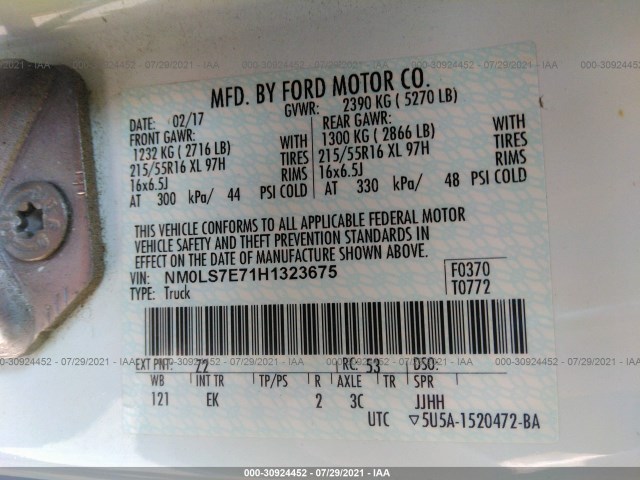 000-30924452 - 07/29/2021 - IAA
MFD. BY FORD MOTOR CO.
DATE: 02/17 GVWR: 2390 KG ( 5270 LB)
FRONT GAWR: REAR GAWR:
1232 KG ( 2716 LB) WITH 1300 KG ( 2866 LB) WITH
215/55R16 XL 97H TIRES 215/55R16 XL 97H TIRES
16x6.5J RIMS 16x6.5J RIMS
AT 300 kPa/ 44 PSI COLD AT 330 kPa/ 48 PSI COLD
THIS VEHICLE CONFORMS TO ALL APPLICABLE FEDERAL MOTOR
VEHICLE SAFETY AND THEFT PREVENTION STANDARDS IN
EFFECT ON THE DATE OF MANUFACTURE SHOWN ABOVE.
VIN: NM0LS7E71H1323675 F0370
TYPE: Truck T0772
000-30924452 - 07/29/2021 - IAA
EXT PNT: Z2 RC: 53 DSO:
WB INT TR TP/PS R AXLE TR SPR
121 EK 2 3C JJHH
UTC ▽5U5A-1520472-BA
000-30924452 - 07/29/2021 - IAA